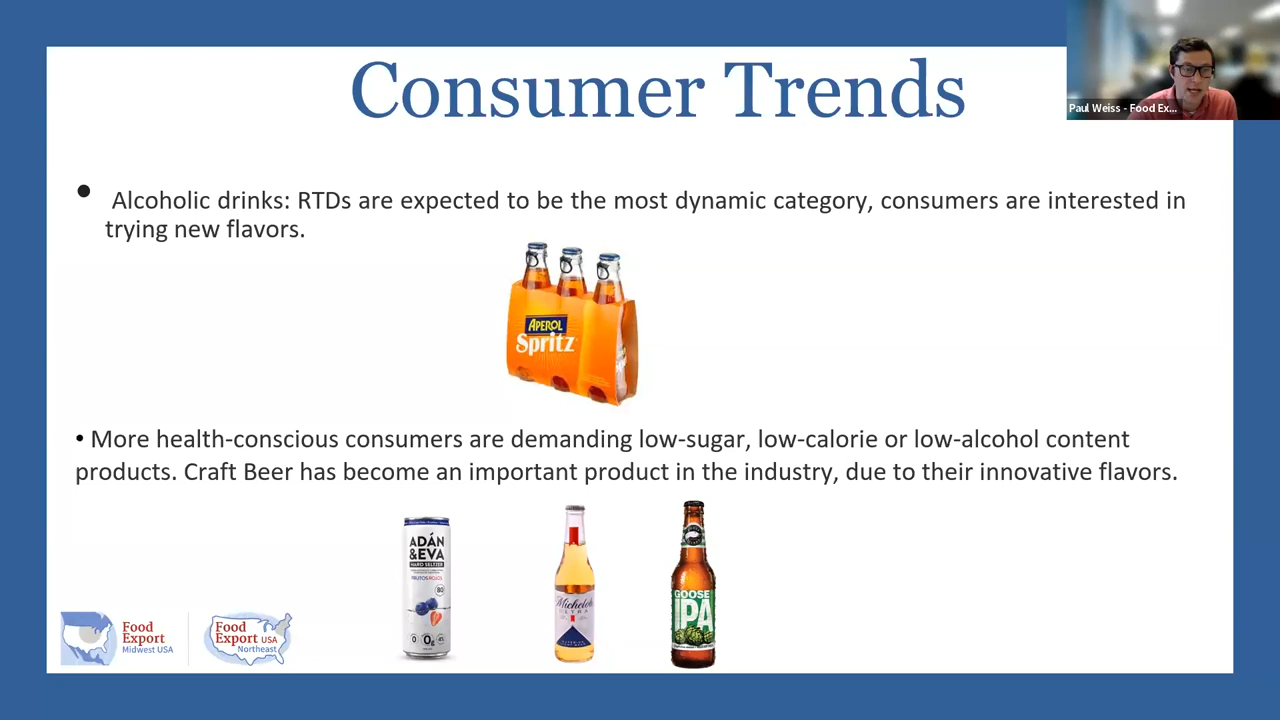 Consumer Trends
Paul Weiss - Food Ex...
• Alcoholic drinks: RTDs are expected to be the most dynamic category, consumers are interested in
trying new flavors.
APEROL
Spritz
• More health-conscious consumers are demanding low-sugar, low-calorie or low-alcohol content
products. Craft Beer has become an important product in the industry, due to their innovative flavors.
ADÁN
&EVA
HARD SELTZER
FRUTOS ROJOS
80
Michelob
ULTRA
GOOSE
IPA
Food
Export
Midwest USA
Food
Export USA
Northeast